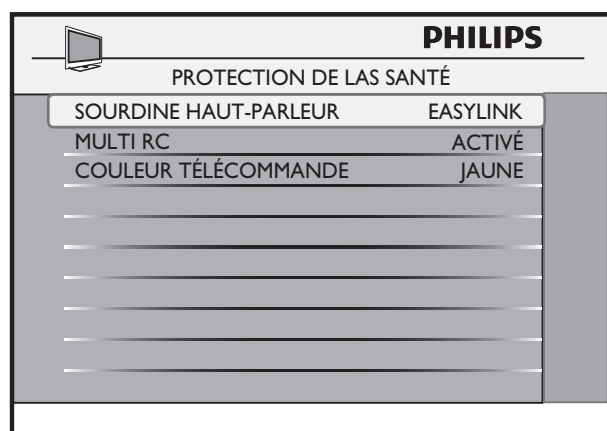 PHILIPS
PROTECTION DE LAS SANTÉ
SOURDINE HAUT-PARLEUR EASYLINK
MULTI RC ACTIVÉ
COULEUR TÉLÉCOMMANDE JAUNE